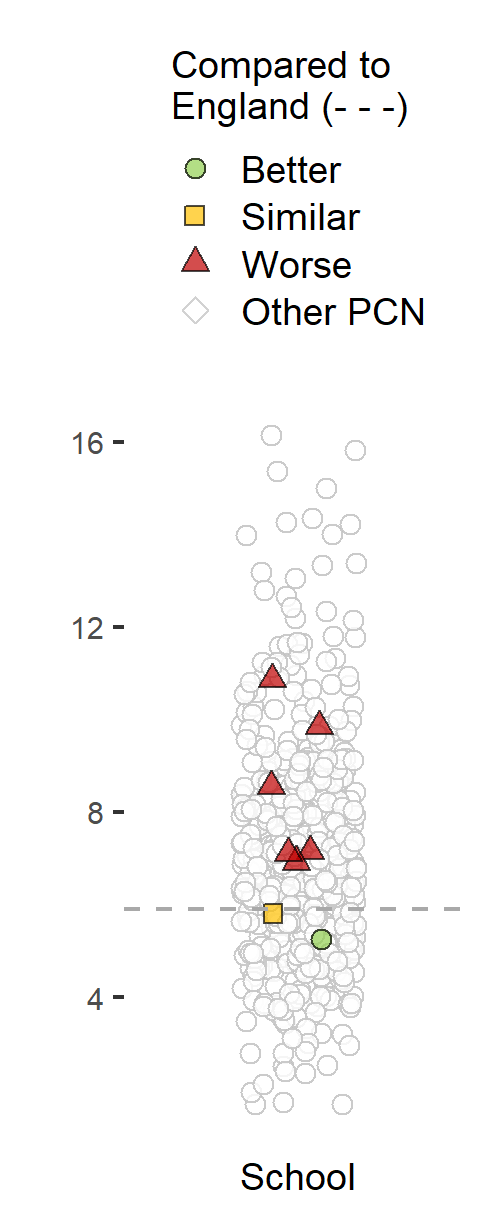 Compared to
England (- - -)
Better
Similar
Worse
Other PCN
16
12
8
4
School